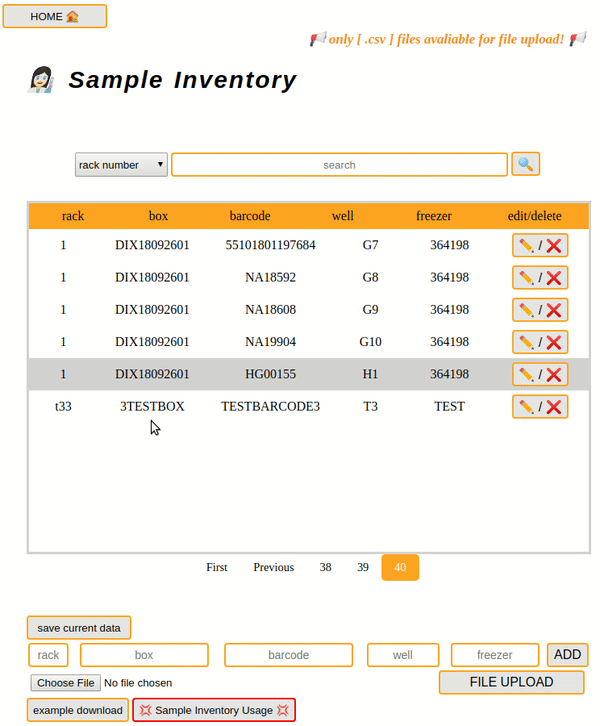 HOME
only [ .csv ] files avaliable for file upload!
Sample Inventory
rack number search
rack box barcode well freezer edit/delete
1 DIX18092601 55101801197684 G7 364198 /
1 DIX18092601 NA18592 G8 364198 /
1 DIX18092601 NA18608 G9 364198 /
1 DIX18092601 NA19904 G10 364198 /
1 DIX18092601 HG00155 H1 364198 /
t33 3TESTBOX TESTBARCODE3 T3 TEST /
First Previous 38 39 40
save current data
rack box barcode well freezer ADD
Choose File No file chosen FILE UPLOAD
example download Sample Inventory Usage